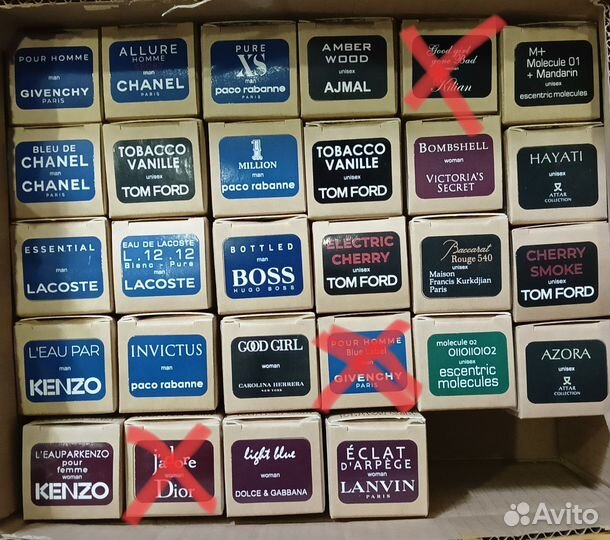 POUR HOMME
man
GIVENCHY
PARIS
ALLURE
HOMME
man
CHANEL
PARIS
PURE
XS
man
paco rabanne
AMBER
WOOD
unisex
AJMAL
Good girl
gone Bad
Kilian
M+
Molecule 01
+ Mandarin
unisex
escentric molecules
BLEU DE
CHANEL
man
CHANEL
PARIS
TOBACCO
VANILLE
unisex
TOM FORD
1
MILLION
man
paco rabanne
TOBACCO
VANILLE
unisex
TOM FORD
BOMBSHELL
woman
VICTORIA'S
SECRET
HAYATI
unisex
ATTAR
COLLECTION
ESSENTIAL
man
LACOSTE
EAU DE LACOSTE
L.12.12
Blanc - Pure
man
LACOSTE
BOTTLED
man
BOSS
HUGO BOSS
ELECTRIC
CHERRY
unisex
TOM FORD
Baccarat
Rouge 540
unisex
Maison
Francis Kurkdjian
Paris
CHERRY
SMOKE
unisex
TOM FORD
L'EAU PAR
man
KENZO
INVICTUS
man
paco rabanne
GOOD GIRL
woman
CAROLINA HERRERA
NEW YORK
POUR HOMME
Blue Label
man
GIVENCHY
PARIS
molecule 02
0110110102
unisex
escentric
molecules
AZORA
unisex
ATTAR
COLLECTION
L'EAUPARKENZO
pour
femme
woman
KENZO
j'adore
woman
Dior
light blue
woman
DOLCE & GABBANA
ÉCLAT
D'ARPÈGE
woman
LANVIN
PARIS
Avito